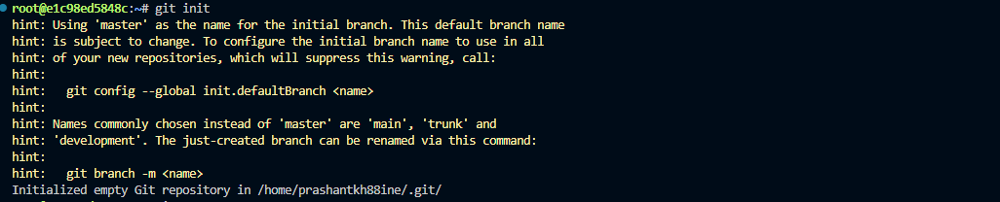 root@e1c98ed5848c:~# git init
hint: Using 'master' as the name for the initial branch. This default branch name
hint: is subject to change. To configure the initial branch name to use in all
hint: of your new repositories, which will suppress this warning, call:
hint:
hint:   git config --global init.defaultBranch <name>
hint:
hint: Names commonly chosen instead of 'master' are 'main', 'trunk' and
hint: 'development'. The just-created branch can be renamed via this command:
hint:
hint:   git branch -m <name>
Initialized empty Git repository in /home/prashantkh88ine/.git/